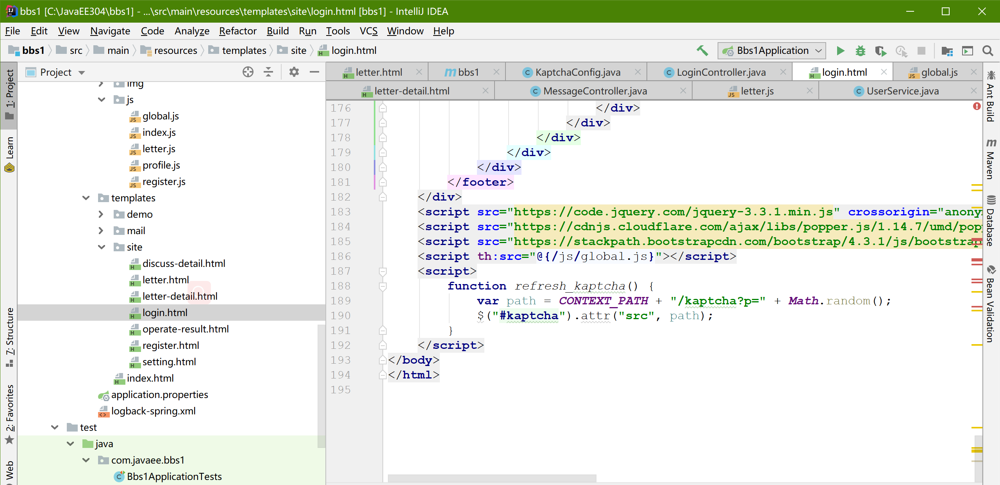 bbs1 [C:\JavaEE304\bbs1] - ...\src\main\resources\templates\site\login.html [bbs1] - IntelliJ IDEA
File Edit View Navigate Code Analyze Refactor Build Run Tools VCS Window Help
bbs1 src main resources templates site login.html
Bbs1Application
1: Project
Learn
7: Structure
2: Favorites
Web
Project
img
js
global.js
index.js
letter.js
profile.js
register.js
templates
demo
mail
site
discuss-detail.html
letter.html
letter-detail.html
login.html
operate-result.html
register.html
setting.html
index.html
application.properties
logback-spring.xml
test
java
com.javaee.bbs1
Bbs1ApplicationTests
letter.html bbs1 KaptchaConfig.java LoginController.java login.html global.js
letter-detail.html MessageController.java letter.js UserService.java
176 </div>
177 </div>
178 </div>
179 </div>
180 </div>
181 </footer>
182 </div>
183 <script src="https://code.jquery.com/jquery-3.3.1.min.js" crossorigin="anony
184 <script src="https://cdnjs.cloudflare.com/ajax/libs/popper.js/1.14.7/umd/pop
185 <script src="https://stackpath.bootstrapcdn.com/bootstrap/4.3.1/js/bootstrap
186 <script th:src="@{/js/global.js}"></script>
187 <script>
188 function refresh_kaptcha() {
189 var path = CONTEXT_PATH + "/kaptcha?p=" + Math.random();
190 $("#kaptcha").attr("src", path);
191 }
192 </script>
193 </body>
194 </html>
195
Ant Build
Maven
Database
Bean Validation